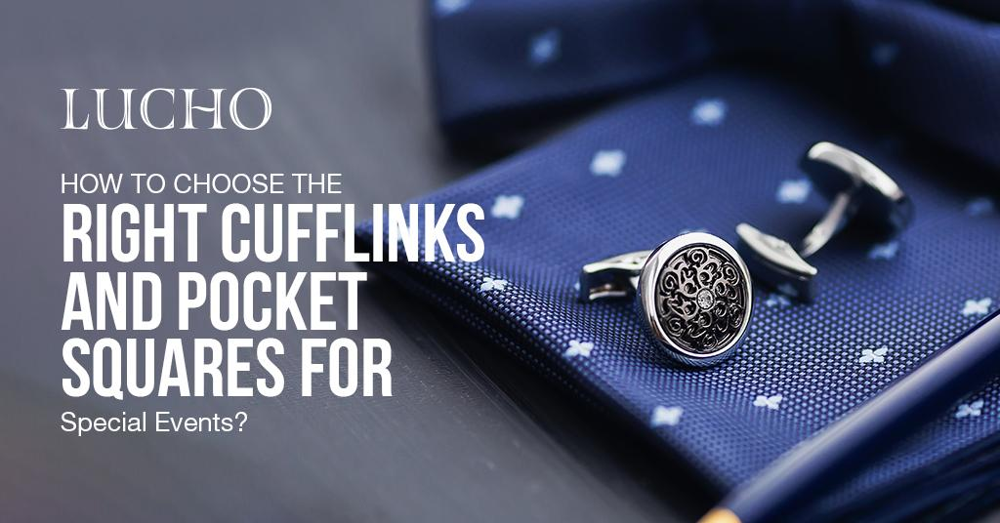 LUCHO
HOW TO CHOOSE THE
RIGHT CUFFLINKS
AND POCKET
SQUARES FOR
Special Events?